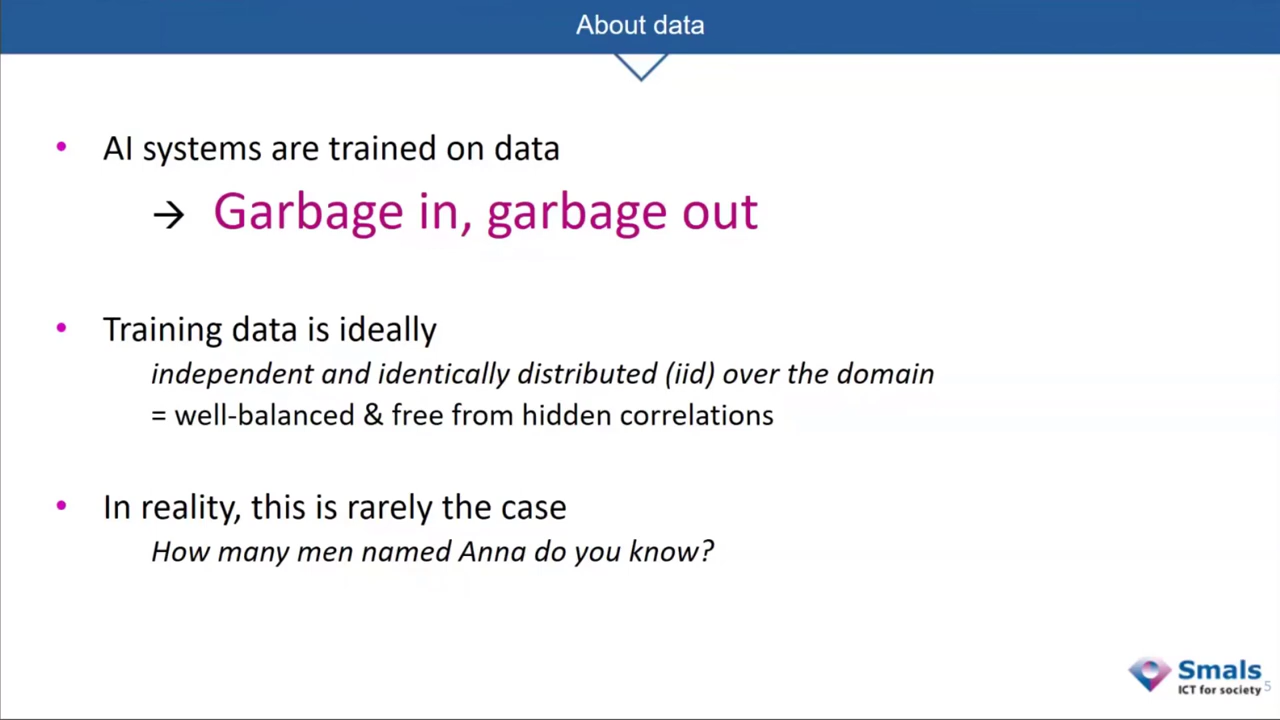 About data
• AI systems are trained on data
→ Garbage in, garbage out
• Training data is ideally
independent and identically distributed (iid) over the domain
= well-balanced & free from hidden correlations
• In reality, this is rarely the case
How many men named Anna do you know?
Smals
ICT for society
5